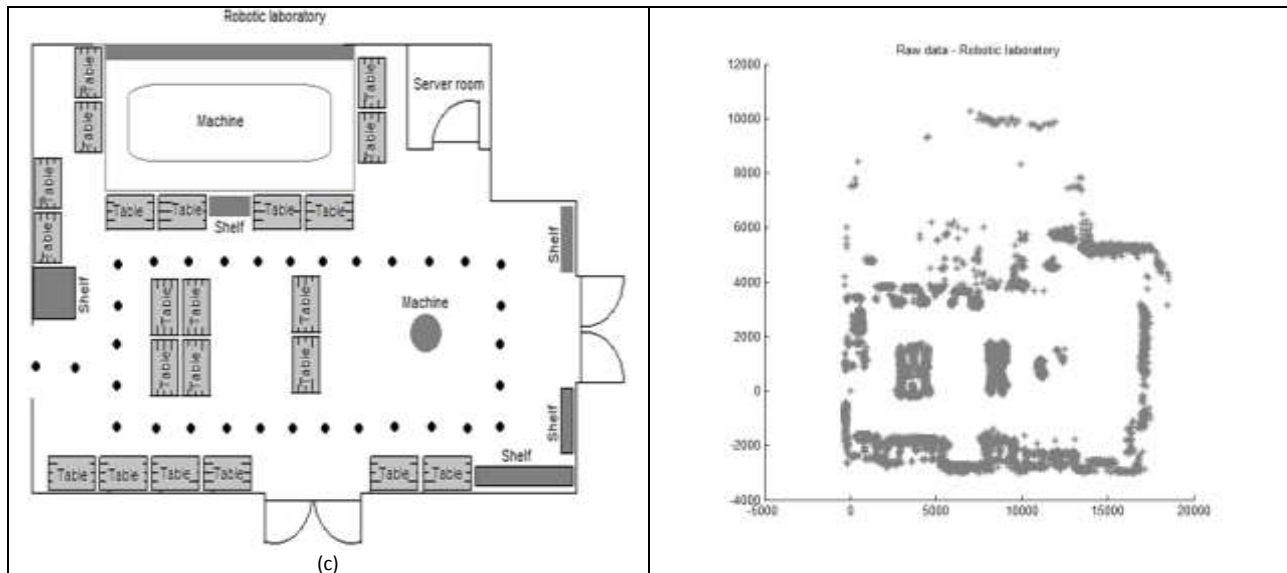 Robotic laboratory
Table
Table
Table
Table
Machine
Table
Table
Server room
Table
Table
Table
Table
Shelf
Table
Table
Shelf
Shelf
Table
Table
Table
Table
Table
Table
Machine
Shelf
Shelf
Table
Table
Table
Table
Table
Table
(c)
Raw data - Robotic laboratory
12000
10000
8000
6000
4000
2000
0
-2000
-4000
-5000
0
5000
10000
15000
20000